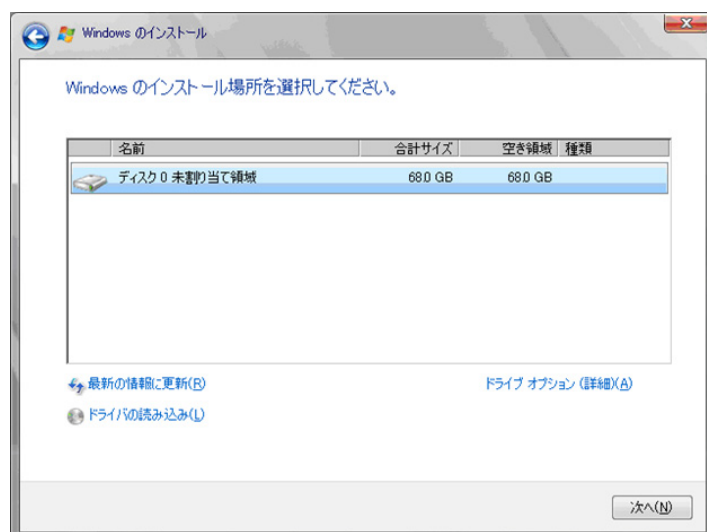 Windows のインストール
Windows のインストール場所を選択してください。
名前 合計サイズ 空き領域 種類
ディスク 0 未割り当て領域 68.0 GB 68.0 GB
最新の情報に更新(R) ドライブ オプション (詳細)(A)
ドライバの読み込み(L)
次へ(N)